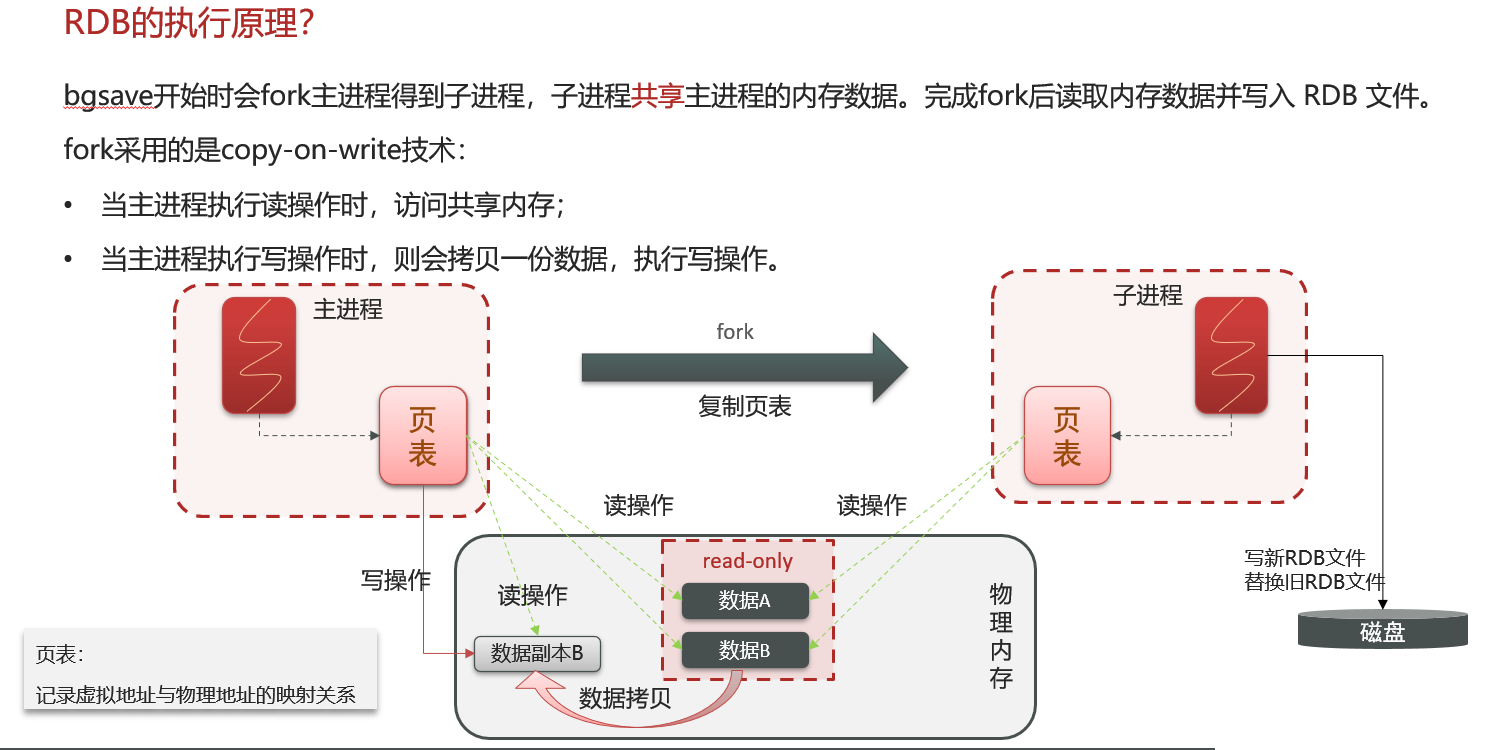 RDB的执行原理？
bgsave开始时会fork主进程得到子进程，子进程共享主进程的内存数据。完成fork后读取内存数据并写入 RDB 文件。
fork采用的是copy-on-write技术：
• 当主进程执行读操作时，访问共享内存；
• 当主进程执行写操作时，则会拷贝一份数据，执行写操作。
主进程
页
表
fork
复制页表
子进程
页
表
读操作
读操作
写操作
读操作
read-only
数据A
数据B
数据副本B
数据拷贝
物
理
内
存
写新RDB文件
替换旧RDB文件
磁盘
页表：
记录虚拟地址与物理地址的映射关系